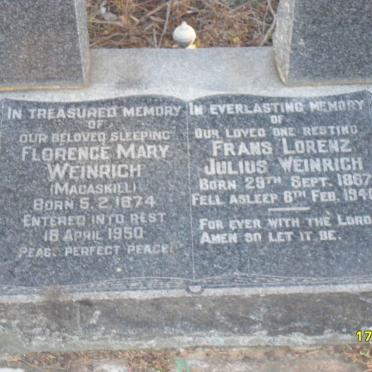 In treasured memory
of
our beloved sleeping
Florence Mary
Weinrich
(Macaskill)
Born 5.2.1874
Entered into rest
18 April 1950.
Peace, perfect peace.
In everlasting memory
of
Our loved one resting
Frans Lorenz
Julius Weinrich
Born 29th Sept. 1867
Fell asleep 6th Feb.
For ever with the Lord
Amen so let it be.
17